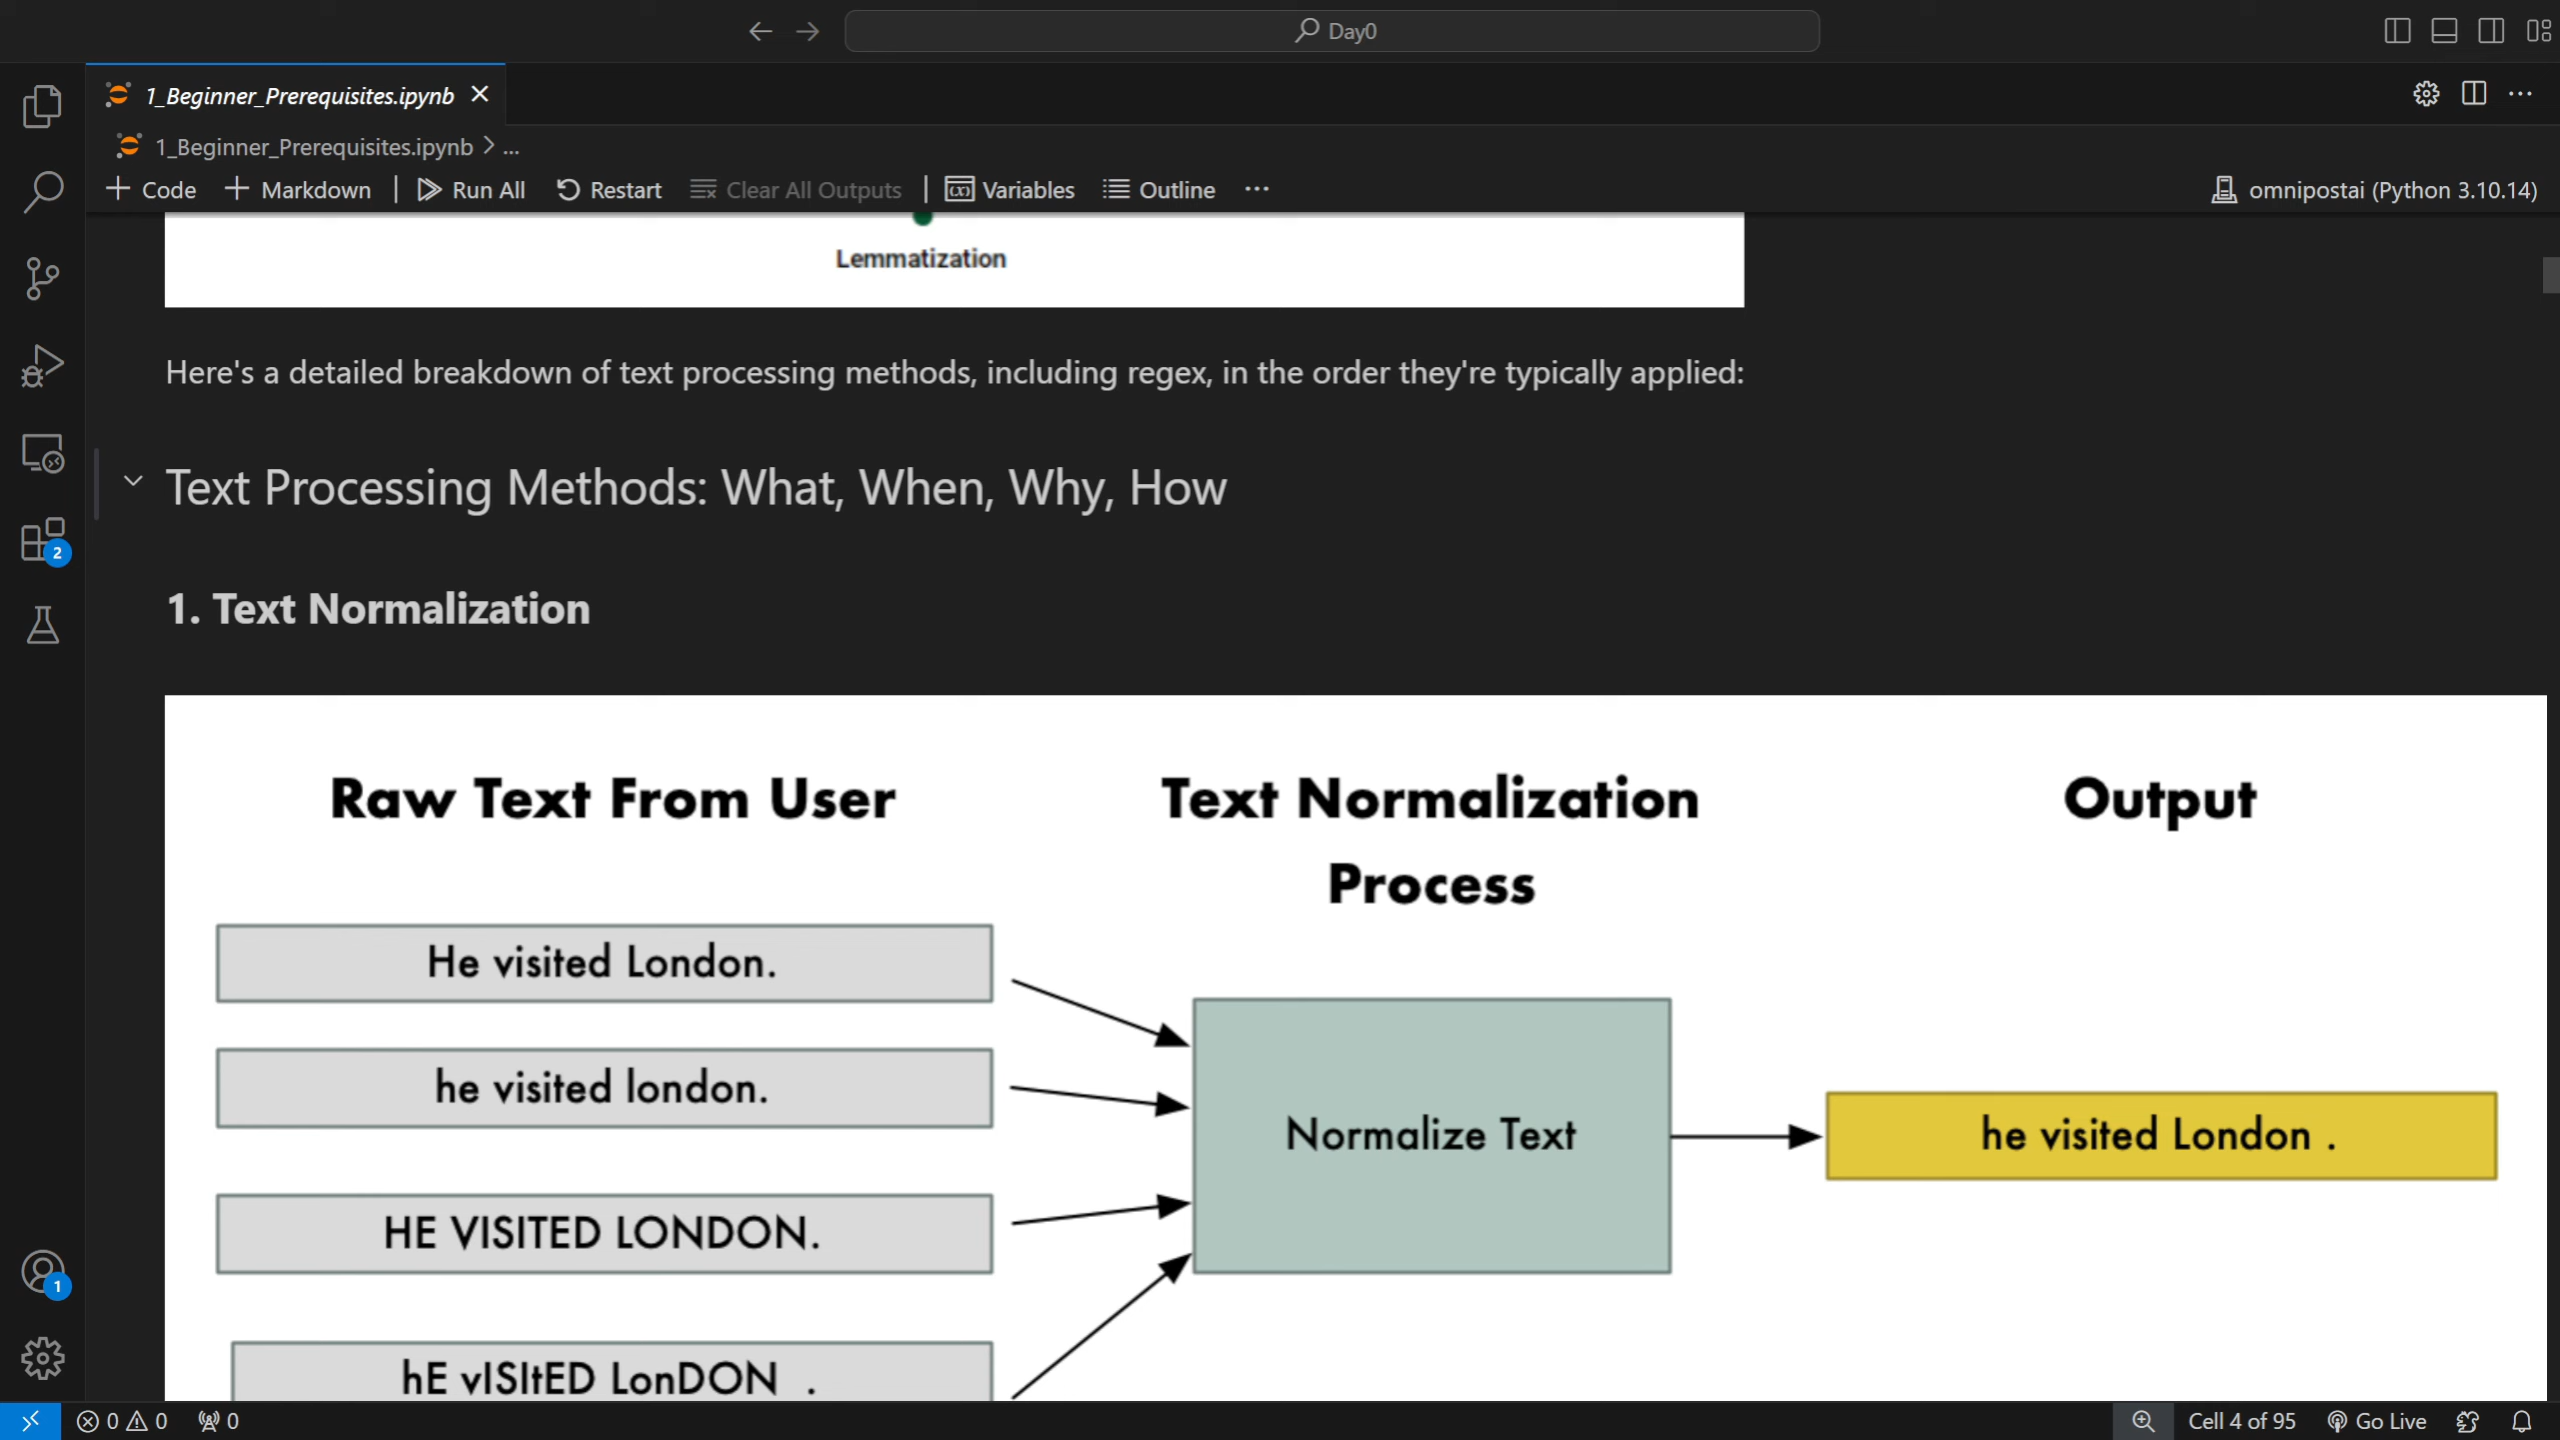 Day0
1_Beginner_Prerequisites.ipynb
1_Beginner_Prerequisites.ipynb > ...
Code Markdown Run All Restart Clear All Outputs Variables Outline ... omnipostai (Python 3.10.14)
Lemmatization
Here's a detailed breakdown of text processing methods, including regex, in the order they're typically applied:
Text Processing Methods: What, When, Why, How
1. Text Normalization
Raw Text From User
Text Normalization
Process
Output
He visited London.
he visited london.
HE VISITED LONDON.
hE vISItED LonDON .
Normalize Text
he visited London .
2
1
0 0 0 Cell 4 of 95 Go Live